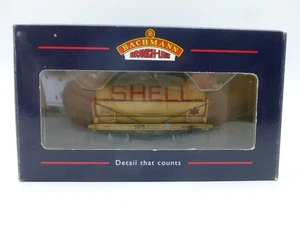 BACHMANN
BRANCH-LINE
SHELL
Detail that counts